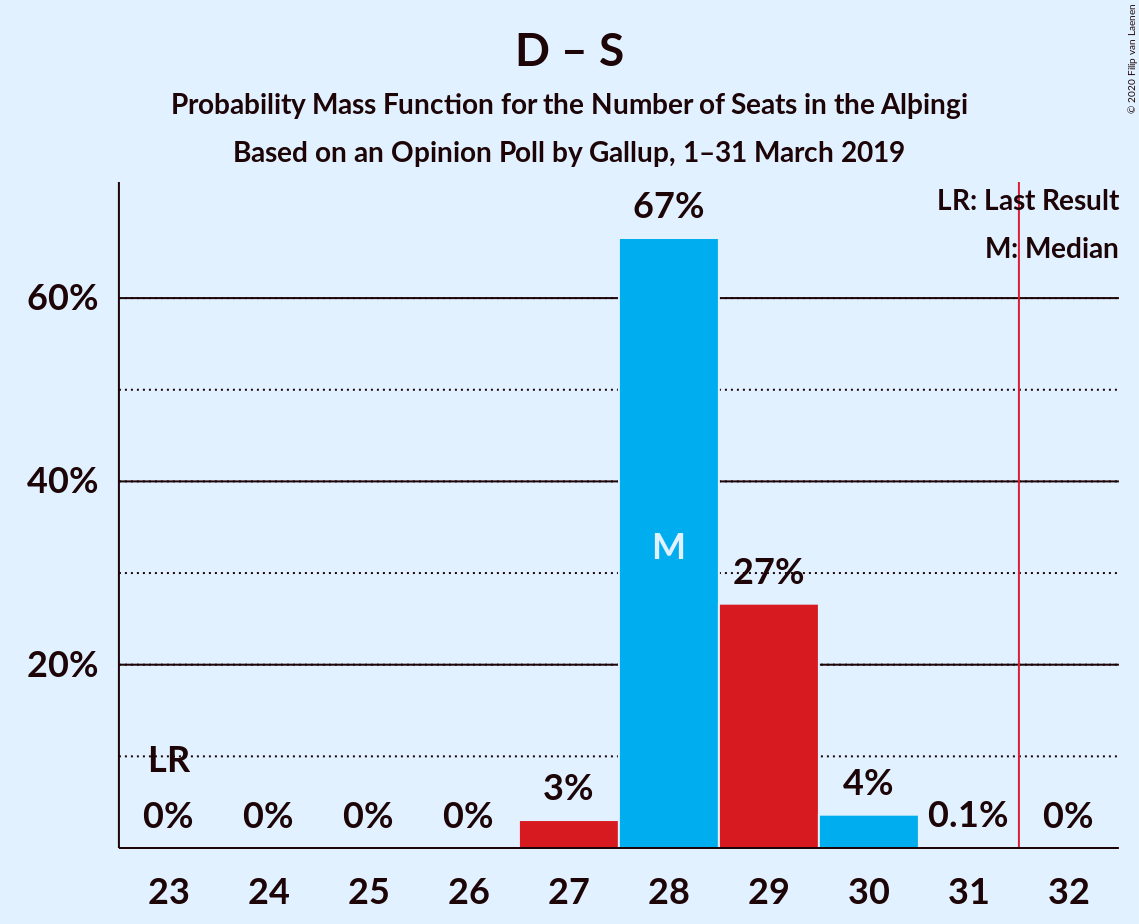 D – S
Probability Mass Function for the Number of Seats in the Alþingi
Based on an Opinion Poll by Gallup, 1–31 March 2019
© 2020 Filip van Laenen
LR: Last Result
M: Median
60%
40%
20%
67%
M
27%
LR
0%
0%
0%
0%
3%
4%
0.1%
0%
23
24
25
26
27
28
29
30
31
32